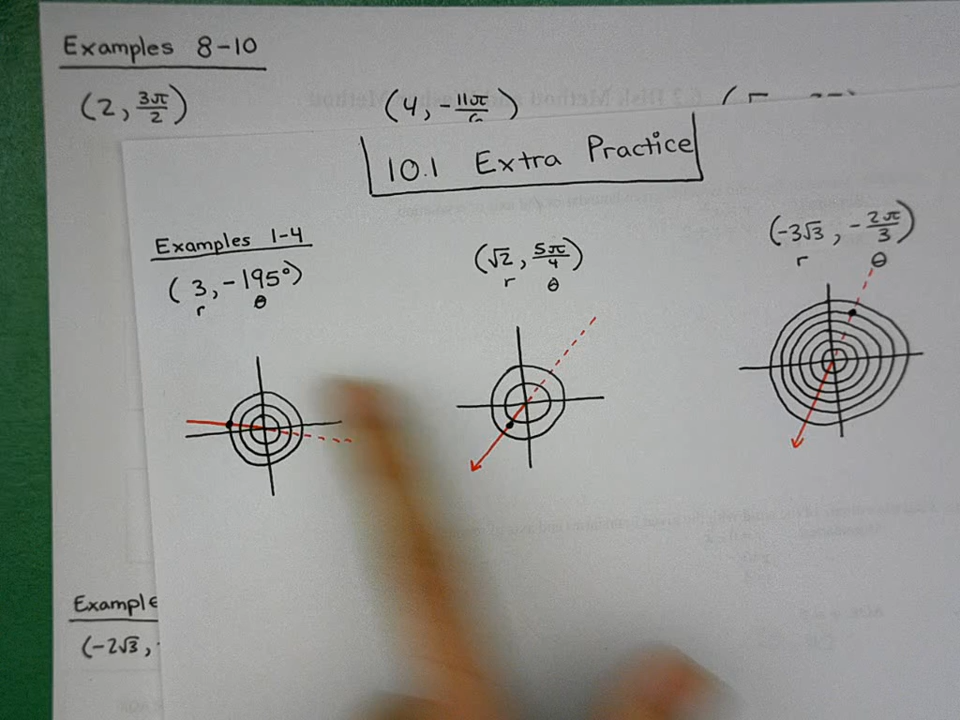 Examples 8-10
(2, 3π/2)
(4, -11π/6)
10.1 Extra Practice
Examples 1-4
(3, -195°)
r θ
(√2, 5π/4)
r θ
(-3√3, -2π/3)
r θ
Example
(-2√3,